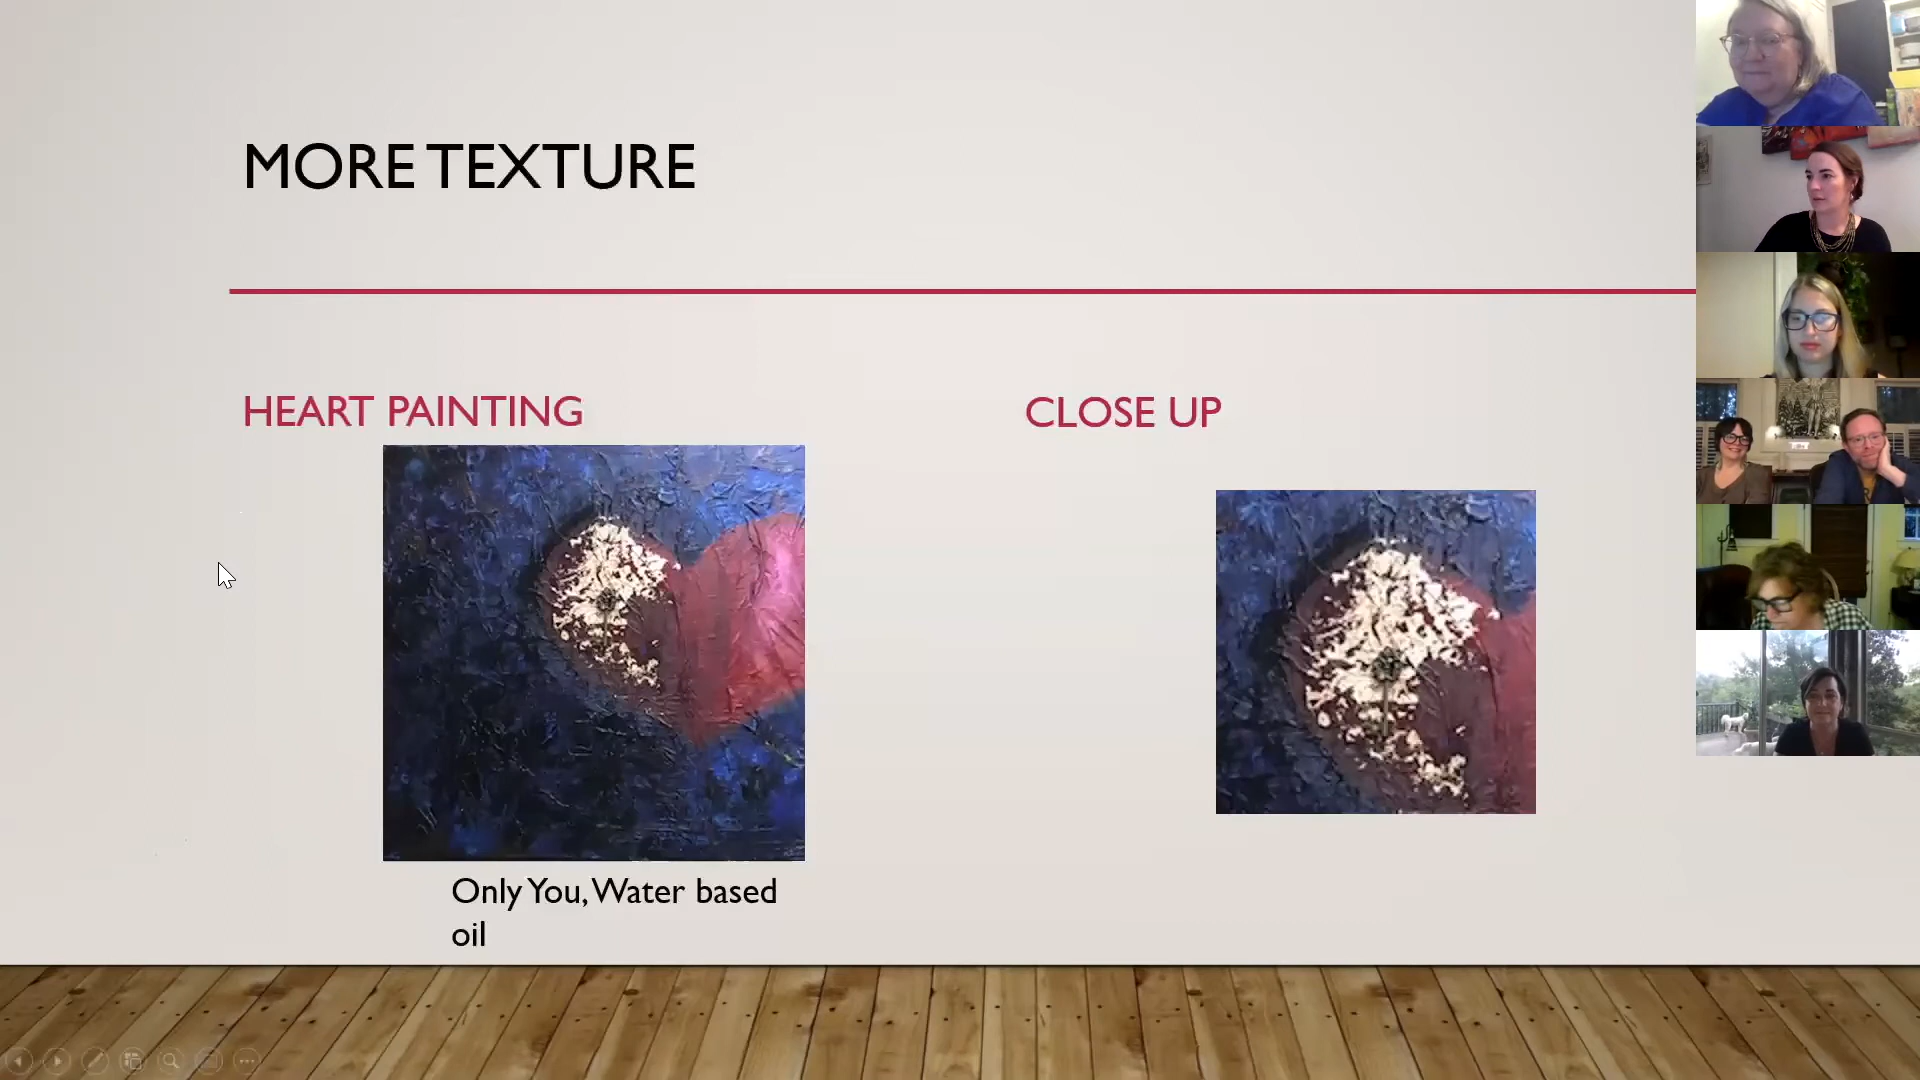 MORE TEXTURE
HEART PAINTING
CLOSE UP
Only You, Water based
oil